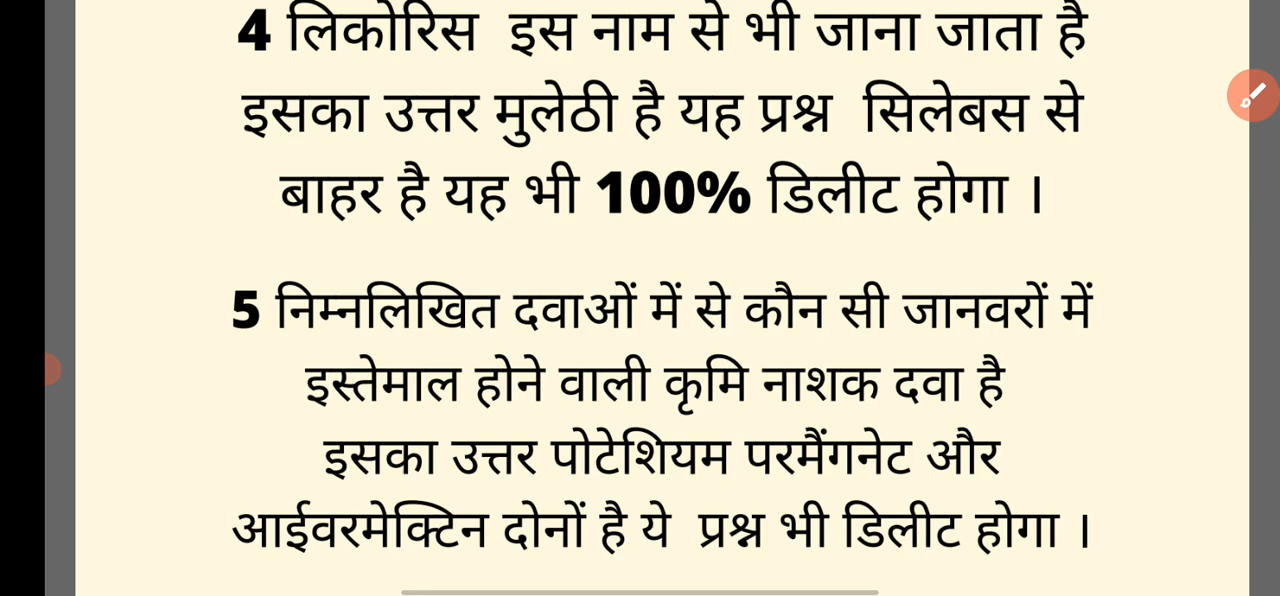 4 लिकोरिस इस नाम से भी जाना जाता है
इसका उत्तर मुलेठी है यह प्रश्न सिलेबस से
बाहर है यह भी 100% डिलीट होगा ।
5 निम्नलिखित दवाओं में से कौन सी जानवरों में
इस्तेमाल होने वाली कृमि नाशक दवा है
इसका उत्तर पोटेशियम परमैंगनेट और
आईवरमेक्टिन दोनों है ये प्रश्न भी डिलीट होगा ।